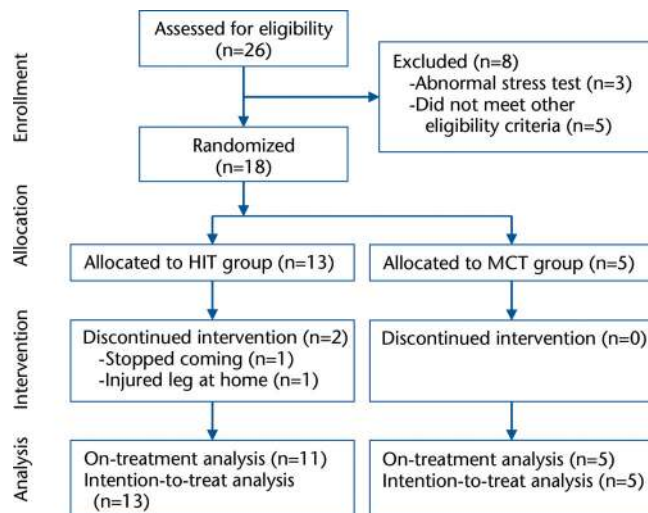 Assessed for eligibility
(n=26)
Excluded (n=8)
-Abnormal stress test (n=3)
-Did not meet other
eligibility criteria (n=5)
Enrollment
Randomized
(n=18)
Allocation
Allocated to HIT group (n=13)
Allocated to MCT group (n=5)
Intervention
Discontinued intervention (n=2)
-Stopped coming (n=1)
-Injured leg at home (n=1)
Discontinued intervention (n=0)
Analysis
On-treatment analysis (n=11)
Intention-to-treat analysis
(n=13)
On-treatment analysis (n=5)
Intention-to-treat analysis (n=5)